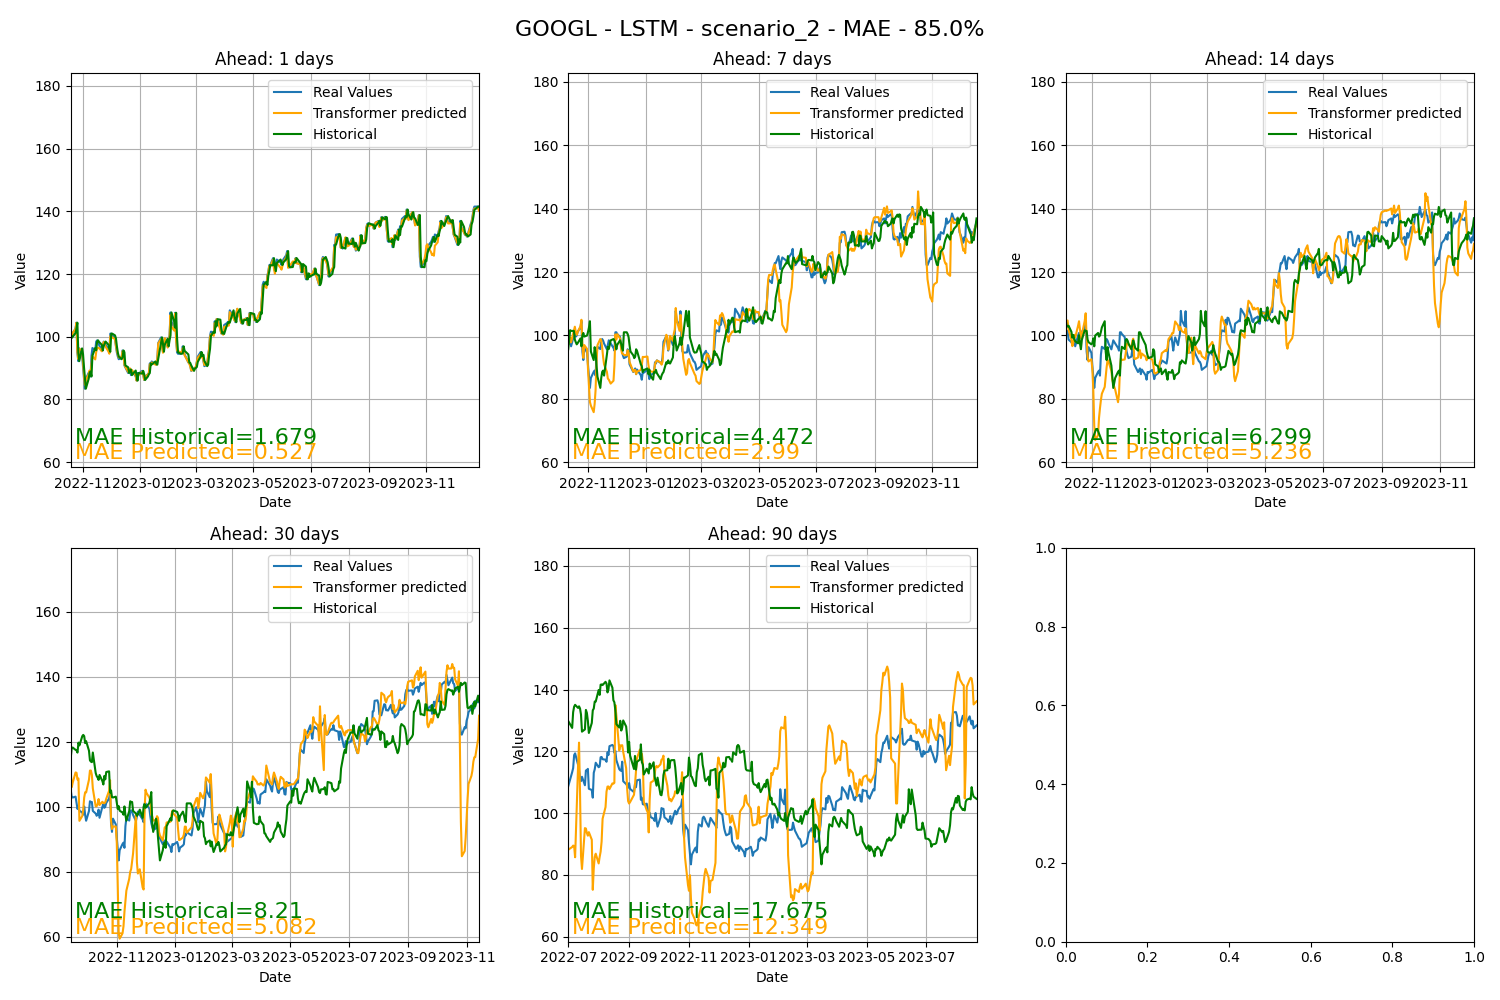 GOOGL - LSTM - scenario_2 - MAE - 85.0%
Ahead: 1 days
Real Values
Transformer predicted
Historical
Value
180
160
140
120
100
80
60
MAE Historical=1.679
MAE Predicted=0.527
2022-11 2023-01 2023-03 2023-05 2023-07 2023-09 2023-11
Date
Ahead: 7 days
Real Values
Transformer predicted
Historical
Value
180
160
140
120
100
80
60
MAE Historical=4.472
MAE Predicted=2.99
2022-11 2023-01 2023-03 2023-05 2023-07 2023-09 2023-11
Date
Ahead: 14 days
Real Values
Transformer predicted
Historical
Value
180
160
140
120
100
80
60
MAE Historical=6.299
MAE Predicted=5.236
2022-11 2023-01 2023-03 2023-05 2023-07 2023-09 2023-11
Date
Ahead: 30 days
Real Values
Transformer predicted
Historical
Value
160
140
120
100
80
60
MAE Historical=8.21
MAE Predicted=5.082
2022-11 2023-01 2023-03 2023-05 2023-07 2023-09 2023-11
Date
Ahead: 90 days
Real Values
Transformer predicted
Historical
Value
180
160
140
120
100
80
60
MAE Historical=17.675
MAE Predicted=12.349
2022-07 2022-09 2022-11 2023-01 2023-03 2023-05 2023-07
Date
1.0
0.8
0.6
0.4
0.2
0.0
0.0 0.2 0.4 0.6 0.8 1.0